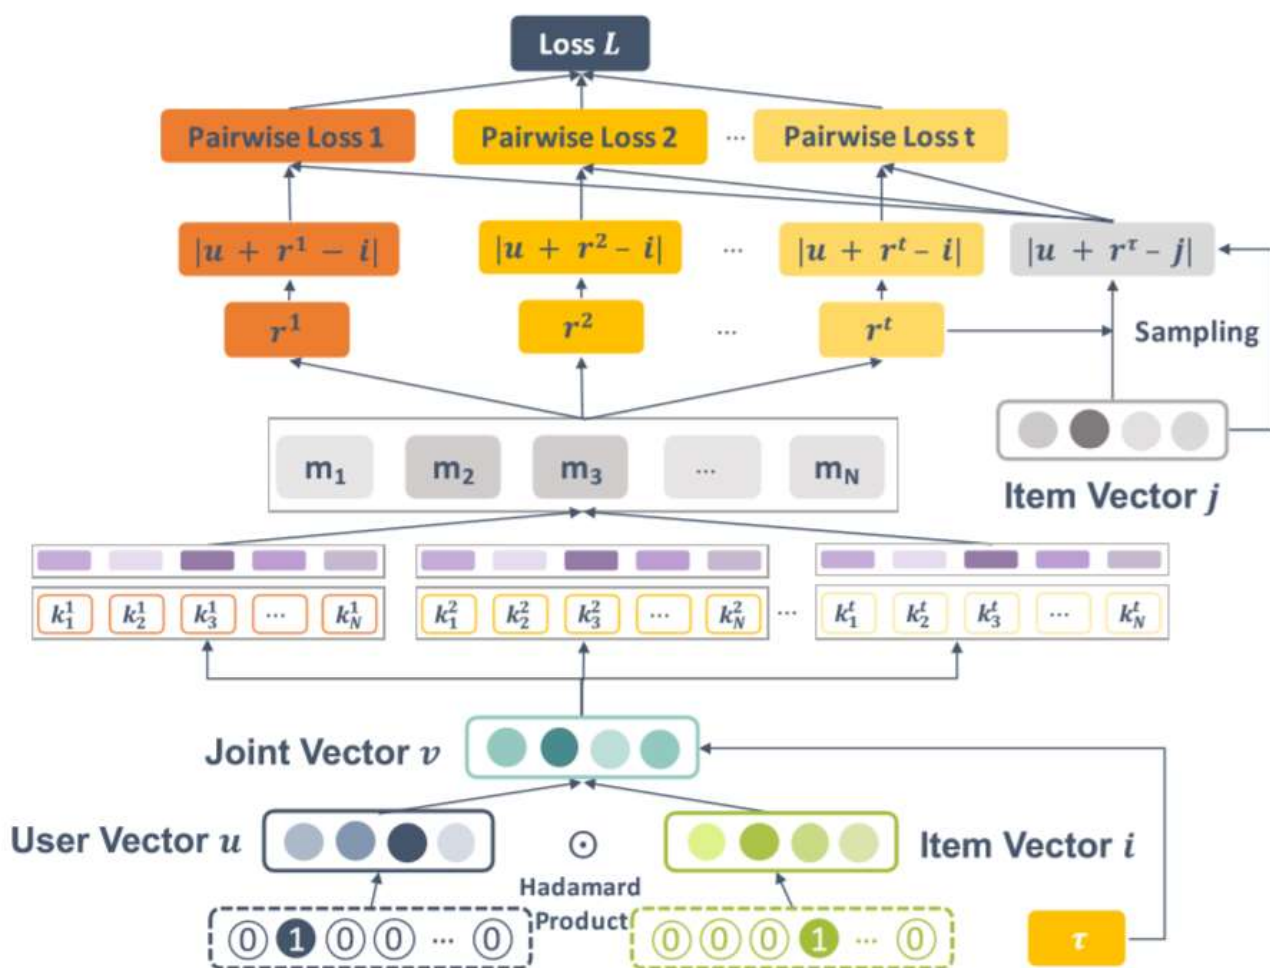 Loss L
Pairwise Loss 1 Pairwise Loss 2 ... Pairwise Loss t
|u + r¹ − i| |u + r² − i| ... |u + rᵗ − i| |u + r^τ − j|
r¹ r² ... rᵗ Sampling
m₁ m₂ m₃ ... m_N
Item Vector j
k₁¹ k₂¹ k₃¹ ... k_N¹ k₁² k₂² k₃² ... k_N² ... k₁ᵗ k₂ᵗ k₃ᵗ ... k_Nᵗ
Joint Vector v
User Vector u ⊙ Item Vector i
Hadamard
Product
0 1 0 0 ... 0 0 0 0 1 ... 0 τ